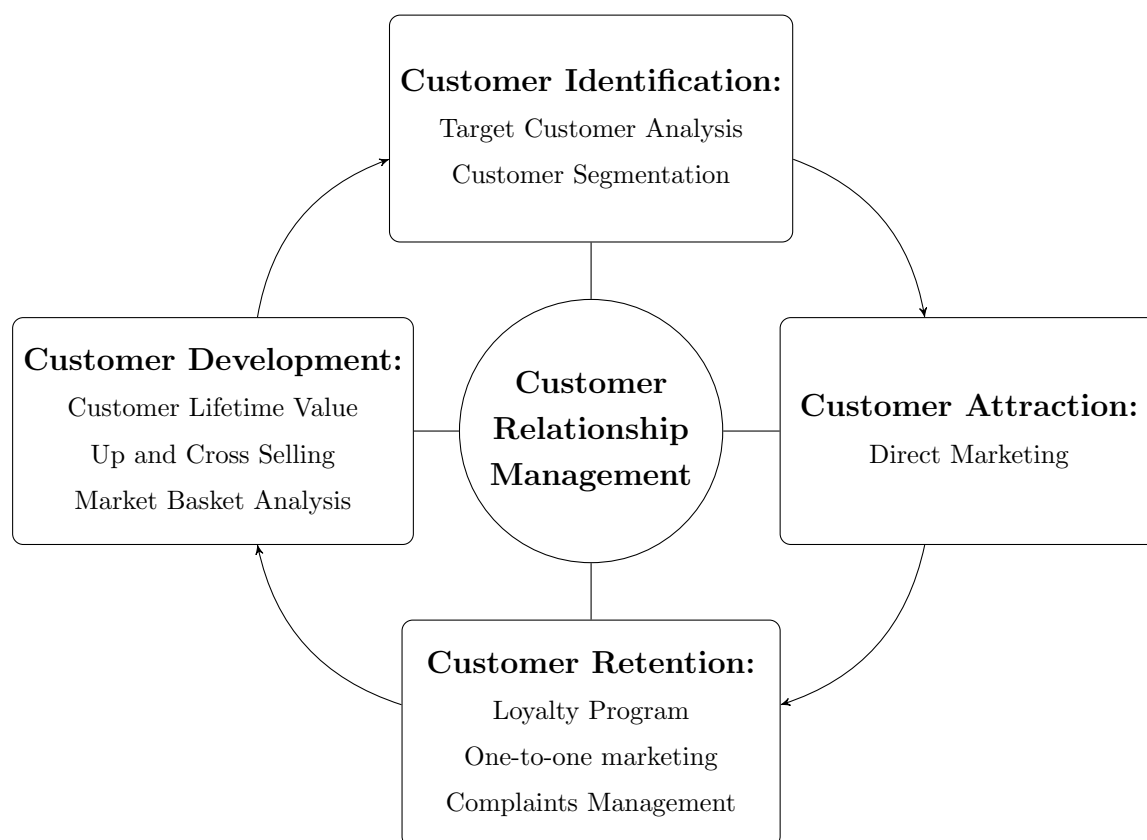 Customer Identification:
Target Customer Analysis
Customer Segmentation
Customer Development:
Customer Lifetime Value
Up and Cross Selling
Market Basket Analysis
Customer
Relationship
Management
Customer Attraction:
Direct Marketing
Customer Retention:
Loyalty Program
One-to-one marketing
Complaints Management